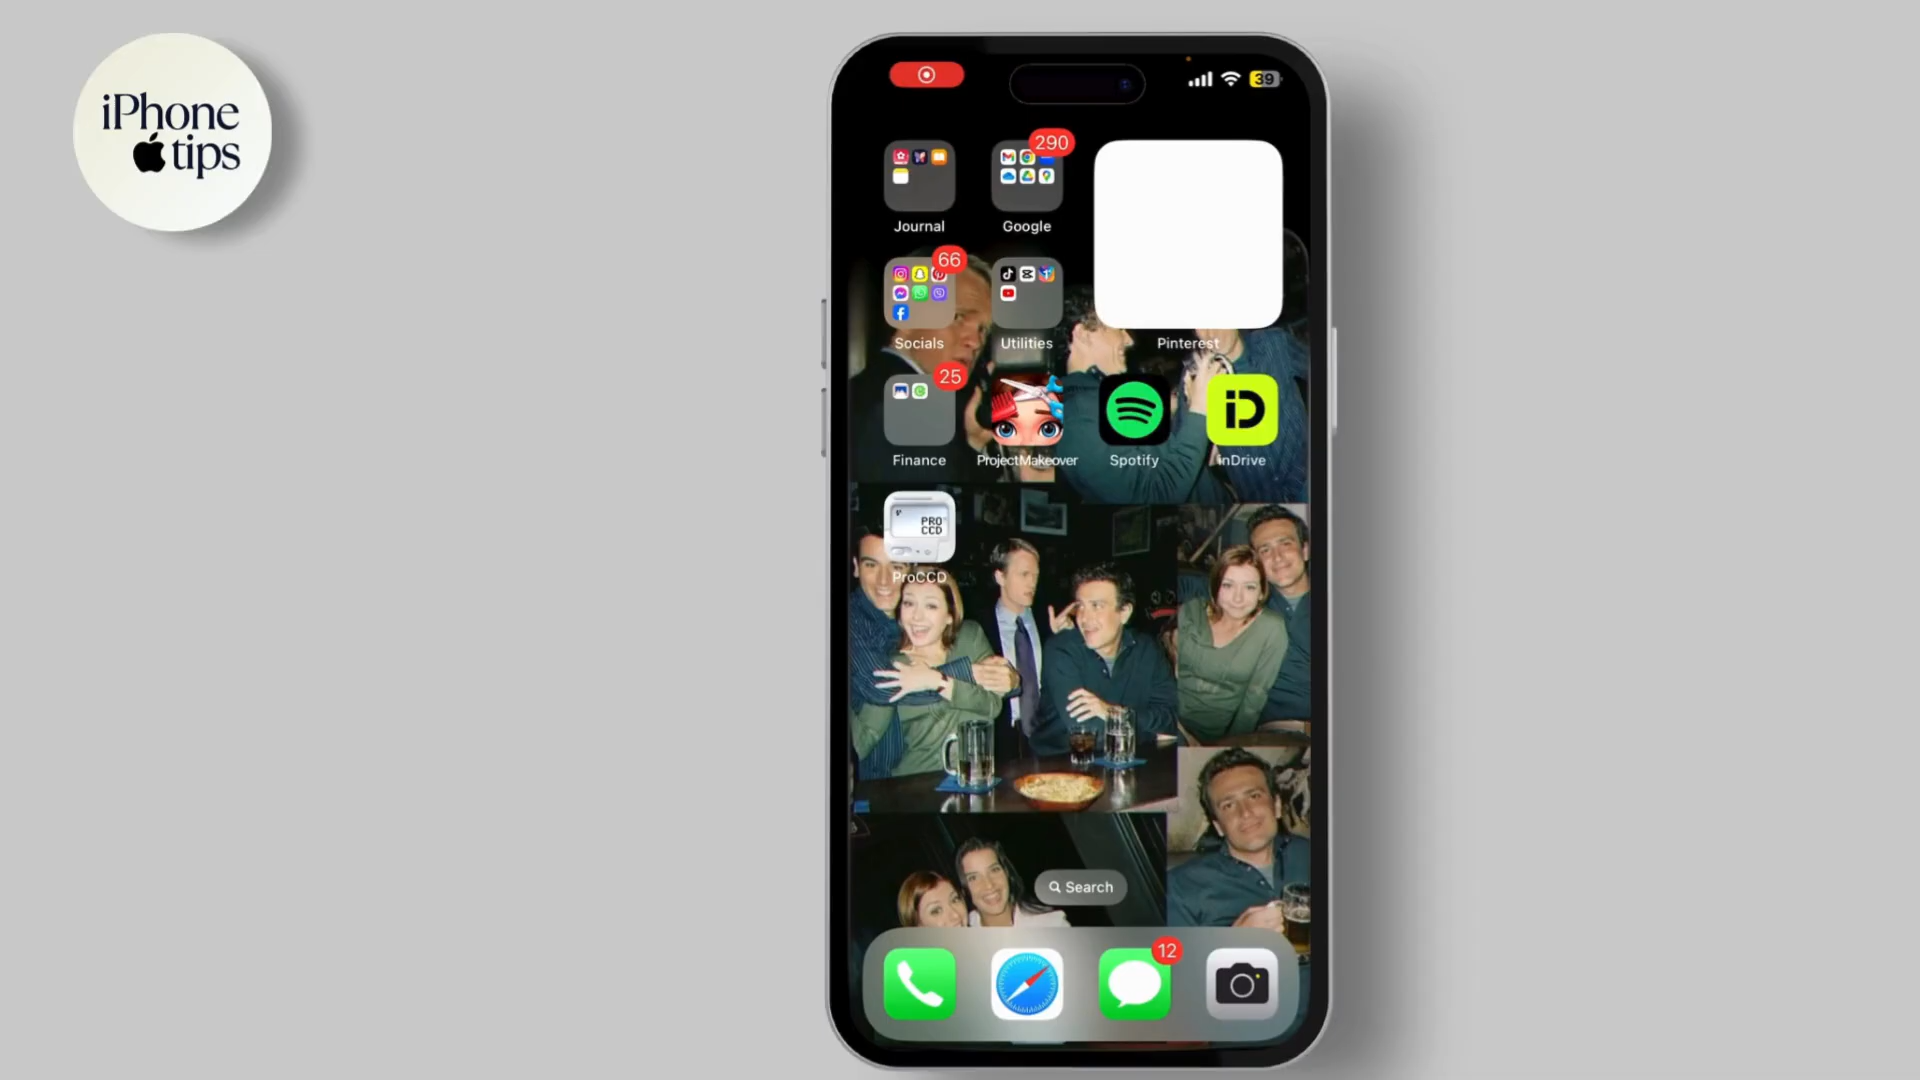 iPhone
tips
39
290
Journal
Google
66
Socials
Utilities
Pinterest
25
Finance
ProjectMakeover
Spotify
iD
inDrive
PRO
CCD
ProCCD
Search
12